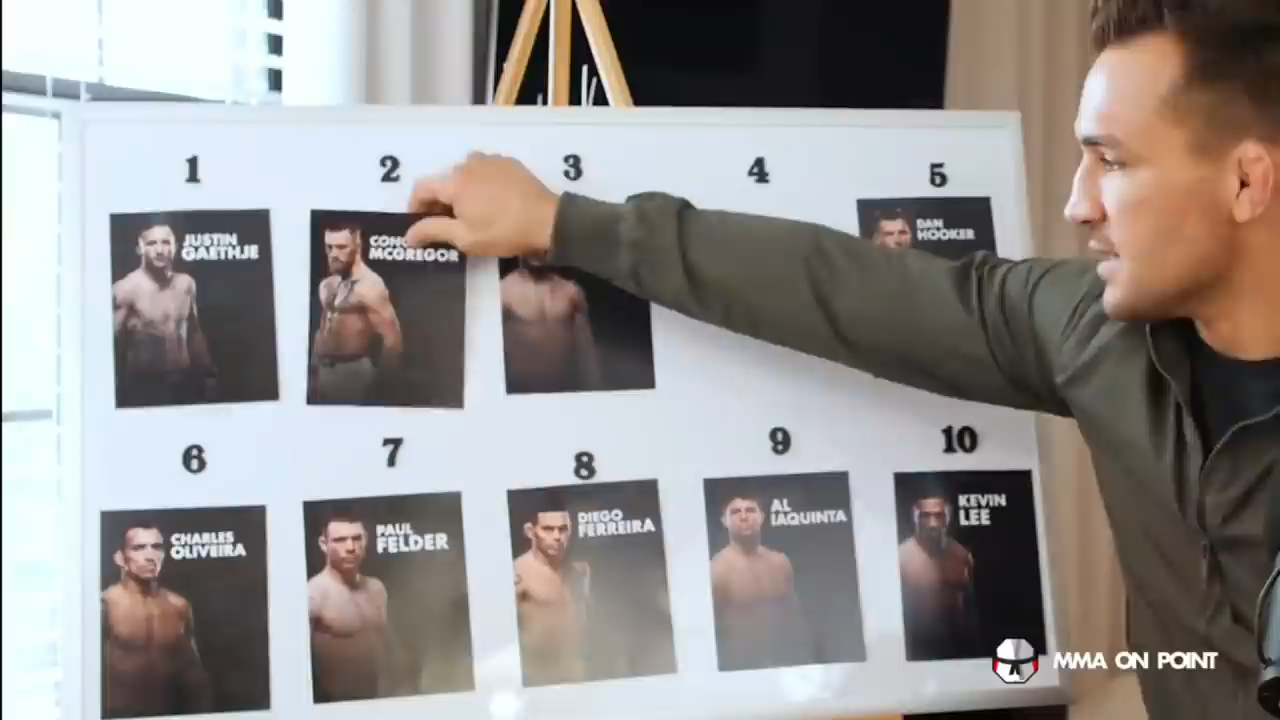 1
2
3
4
5
JUSTIN
GAETHJE
MCGREGOR
DAN
HOOKER
6
7
8
9
10
CHARLES
OLIVEIRA
PAUL
FELDER
DIEGO
FERREIRA
AL
IAQUINTA
KEVIN
LEE
MMA ON POINT